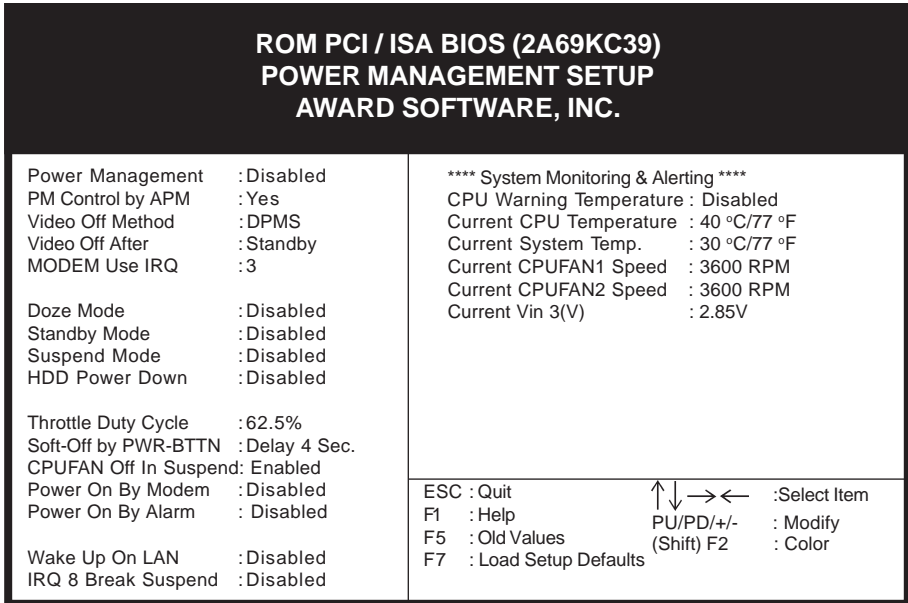 ROM PCI / ISA BIOS (2A69KC39)
POWER MANAGEMENT SETUP
AWARD SOFTWARE, INC.
Power Management : Disabled
PM Control by APM : Yes
Video Off Method : DPMS
Video Off After : Standby
MODEM Use IRQ : 3
Doze Mode : Disabled
Standby Mode : Disabled
Suspend Mode : Disabled
HDD Power Down : Disabled
Throttle Duty Cycle : 62.5%
Soft-Off by PWR-BTTN : Delay 4 Sec.
CPUFAN Off In Suspend: Enabled
Power On By Modem : Disabled
Power On By Alarm : Disabled
Wake Up On LAN : Disabled
IRQ 8 Break Suspend : Disabled
**** System Monitoring & Alerting ****
CPU Warning Temperature : Disabled
Current CPU Temperature : 40 °C/77 °F
Current System Temp. : 30 °C/77 °F
Current CPUFAN1 Speed : 3600 RPM
Current CPUFAN2 Speed : 3600 RPM
Current Vin 3(V) : 2.85V
ESC : Quit ↑↓→← :Select Item
F1 : Help PU/PD/+/- : Modify
F5 : Old Values (Shift) F2 : Color
F7 : Load Setup Defaults